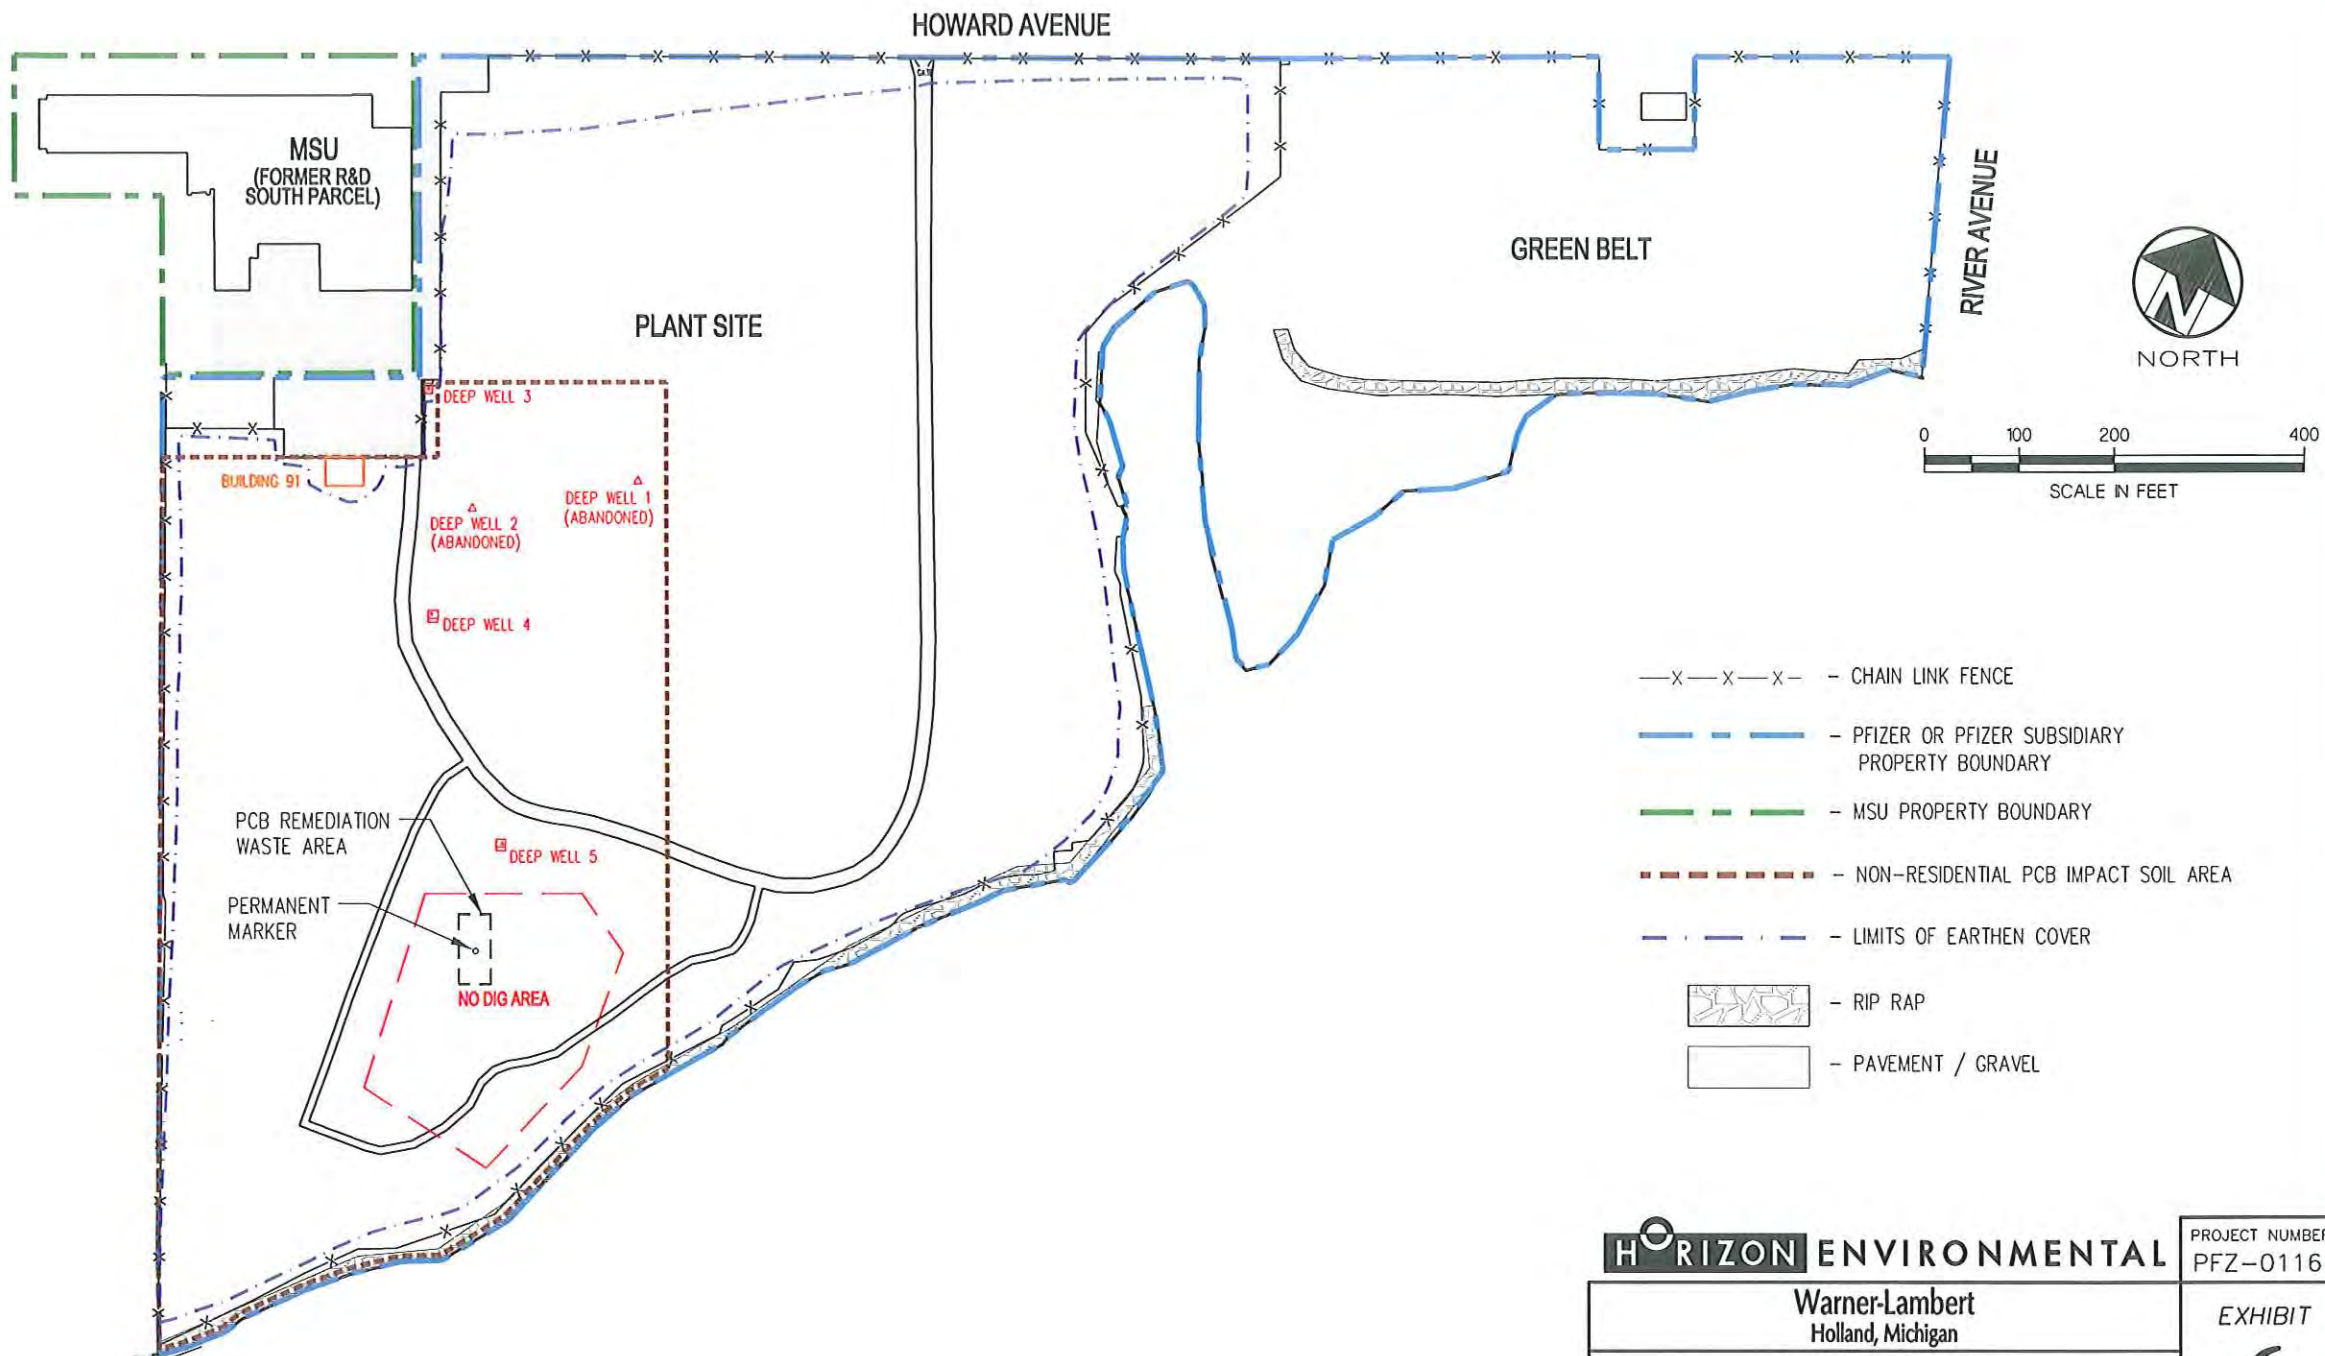 HOWARD AVENUE
MSU
(FORMER R&D
SOUTH PARCEL)
PLANT SITE
GREEN BELT
RIVER AVENUE
NORTH
0 100 200 400
SCALE IN FEET
DEEP WELL 3
BUILDING 91
DEEP WELL 1
(ABANDONED)
DEEP WELL 2
(ABANDONED)
DEEP WELL 4
DEEP WELL 5
PCB REMEDIATION
WASTE AREA
PERMANENT
MARKER
NO DIG AREA
—X—X—X— - CHAIN LINK FENCE
- PFIZER OR PFIZER SUBSIDIARY
PROPERTY BOUNDARY
- MSU PROPERTY BOUNDARY
- NON-RESIDENTIAL PCB IMPACT SOIL AREA
- LIMITS OF EARTHEN COVER
- RIP RAP
- PAVEMENT / GRAVEL
HORIZON ENVIRONMENTAL
PROJECT NUMBER
PFZ-0116
Warner-Lambert
Holland, Michigan
EXHIBIT